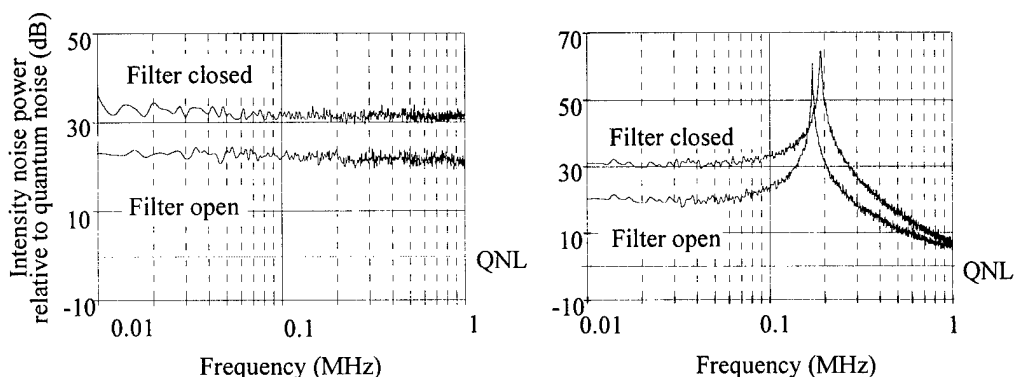 Intensity noise power
relative to quantum noise (dB)
50
30
10
-10
Filter closed
Filter open
QNL
0.01 0.1 1
Frequency (MHz)
70
50
30
10
-10
Filter closed
Filter open
QNL
0.01 0.1 1
Frequency (MHz)